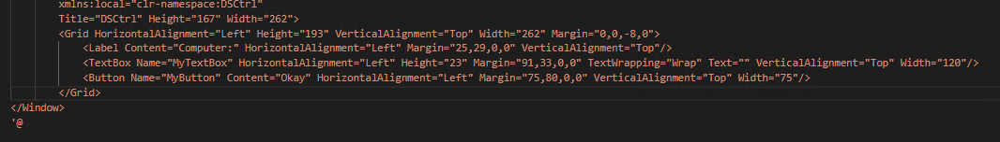 xmlns:local="clr-namespace:DSCtrl"
Title="DSCtrl" Height="167" Width="262">
<Grid HorizontalAlignment="Left" Height="193" VerticalAlignment="Top" Width="262" Margin="0,0,-8,0">
<Label Content="Computer:" HorizontalAlignment="Left" Margin="25,29,0,0" VerticalAlignment="Top"/>
<TextBox Name="MyTextBox" HorizontalAlignment="Left" Height="23" Margin="91,33,0,0" TextWrapping="Wrap" Text="" VerticalAlignment="Top" Width="120"/>
<Button Name="MyButton" Content="Okay" HorizontalAlignment="Left" Margin="75,80,0,0" VerticalAlignment="Top" Width="75"/>
</Grid>
</Window>
'@